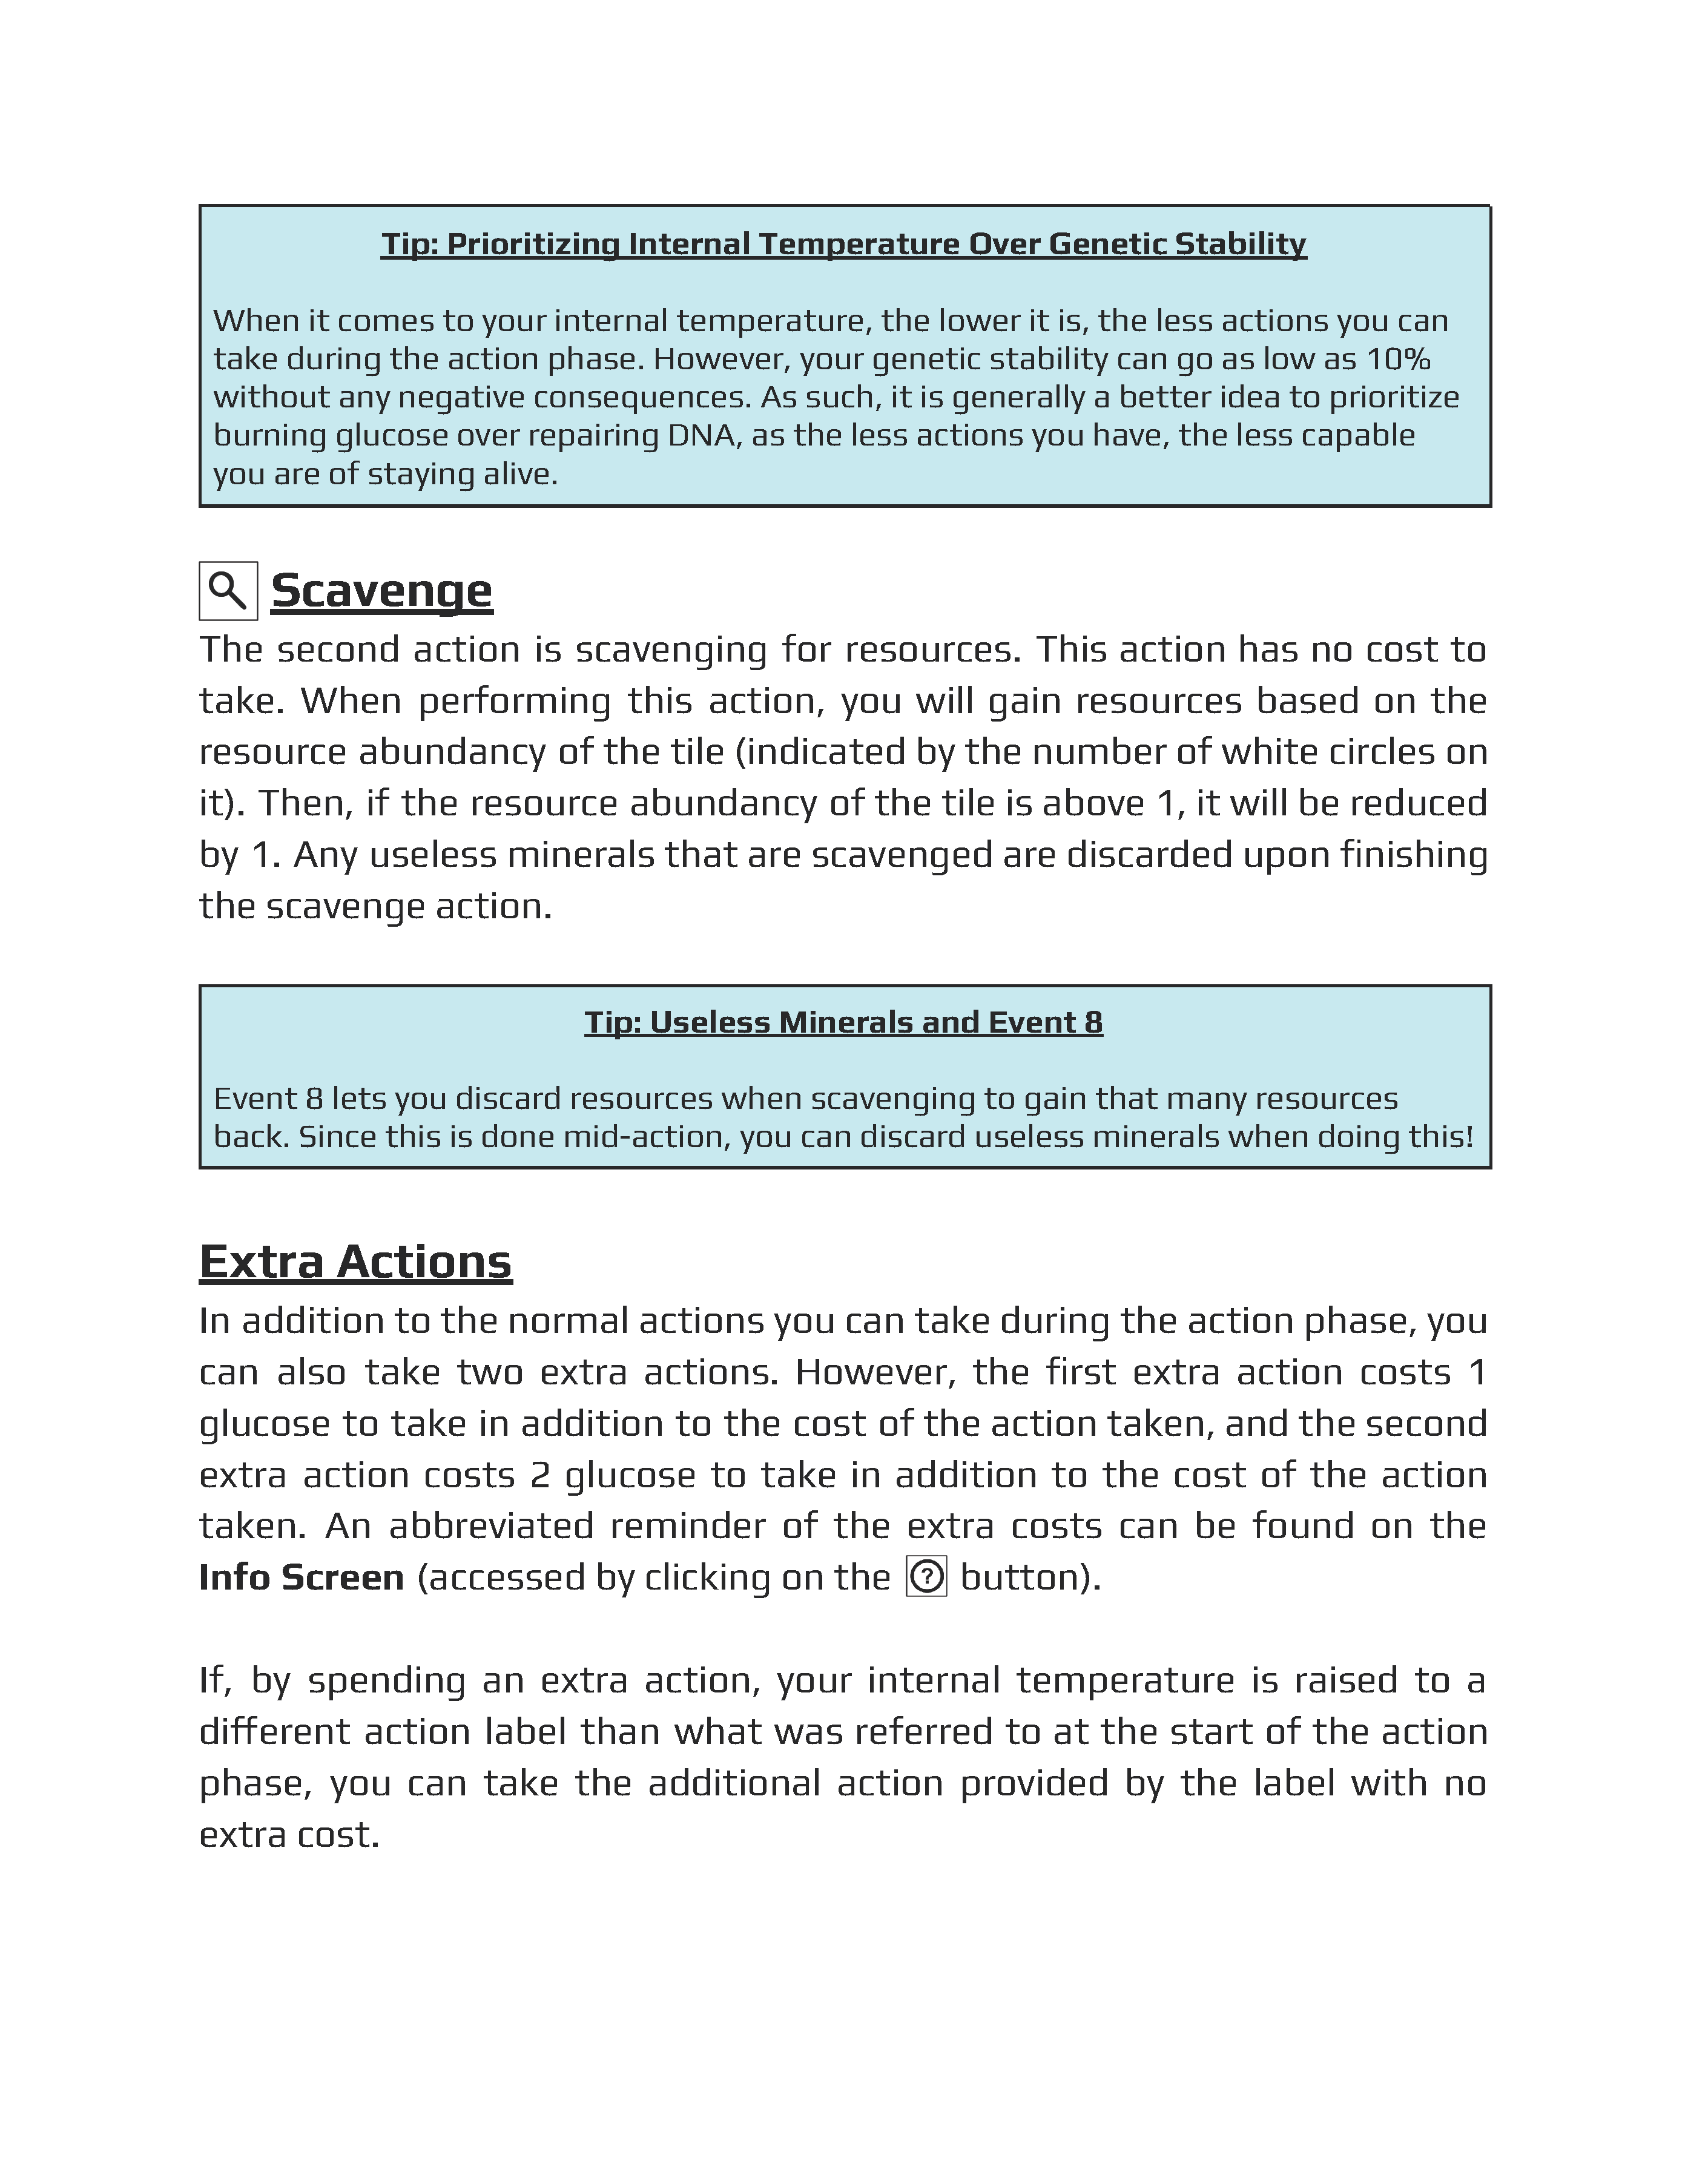 Tip: Prioritizing Internal Temperature Over Genetic Stability
When it comes to your internal temperature, the lower it is, the less actions you can
take during the action phase. However, your genetic stability can go as low as 10%
without any negative consequences. As such, it is generally a better idea to prioritize
burning glucose over repairing DNA, as the less actions you have, the less capable
you are of staying alive.
Scavenge
The second action is scavenging for resources. This action has no cost to
take. When performing this action, you will gain resources based on the
resource abundancy of the tile (indicated by the number of white circles on
it). Then, if the resource abundancy of the tile is above 1, it will be reduced
by 1. Any useless minerals that are scavenged are discarded upon finishing
the scavenge action.
Tip: Useless Minerals and Event 8
Event 8 lets you discard resources when scavenging to gain that many resources
back. Since this is done mid-action, you can discard useless minerals when doing this!
Extra Actions
In addition to the normal actions you can take during the action phase, you
can also take two extra actions. However, the first extra action costs 1
glucose to take in addition to the cost of the action taken, and the second
extra action costs 2 glucose to take in addition to the cost of the action
taken. An abbreviated reminder of the extra costs can be found on the
Info Screen (accessed by clicking on the ? button).
If, by spending an extra action, your internal temperature is raised to a
different action label than what was referred to at the start of the action
phase, you can take the additional action provided by the label with no
extra cost.